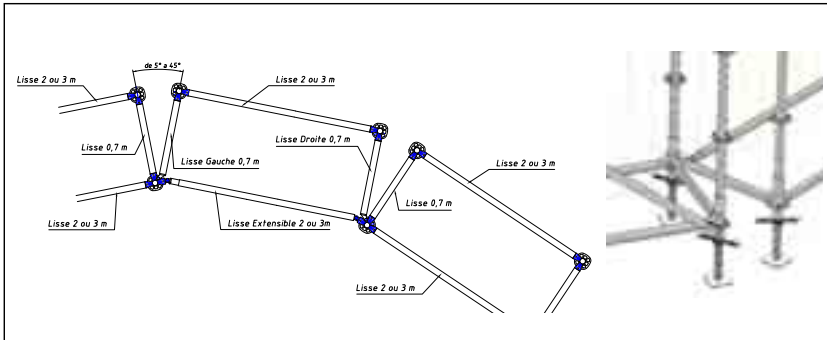 de 5° a 45°
Lisse 2 ou 3 m
Lisse 2 ou 3 m
Lisse 0,7 m
Lisse Gauche 0,7 m
Lisse Droite 0,7 m
Lisse 2 ou 3 m
Lisse 0,7 m
Lisse 2 ou 3 m
Lisse Extensible 2 ou 3m
Lisse 2 ou 3 m